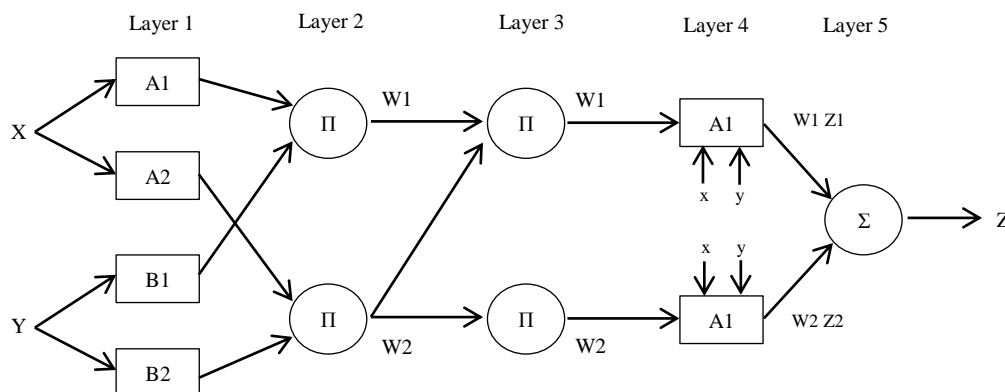 Layer 1
Layer 2
Layer 3
Layer 4
Layer 5
A1
W1
W1
X
Π
Π
A1
W1 Z1
A2
x
y
Σ
Z
x
y
B1
Y
Π
Π
A1
W2 Z2
W2
W2
B2